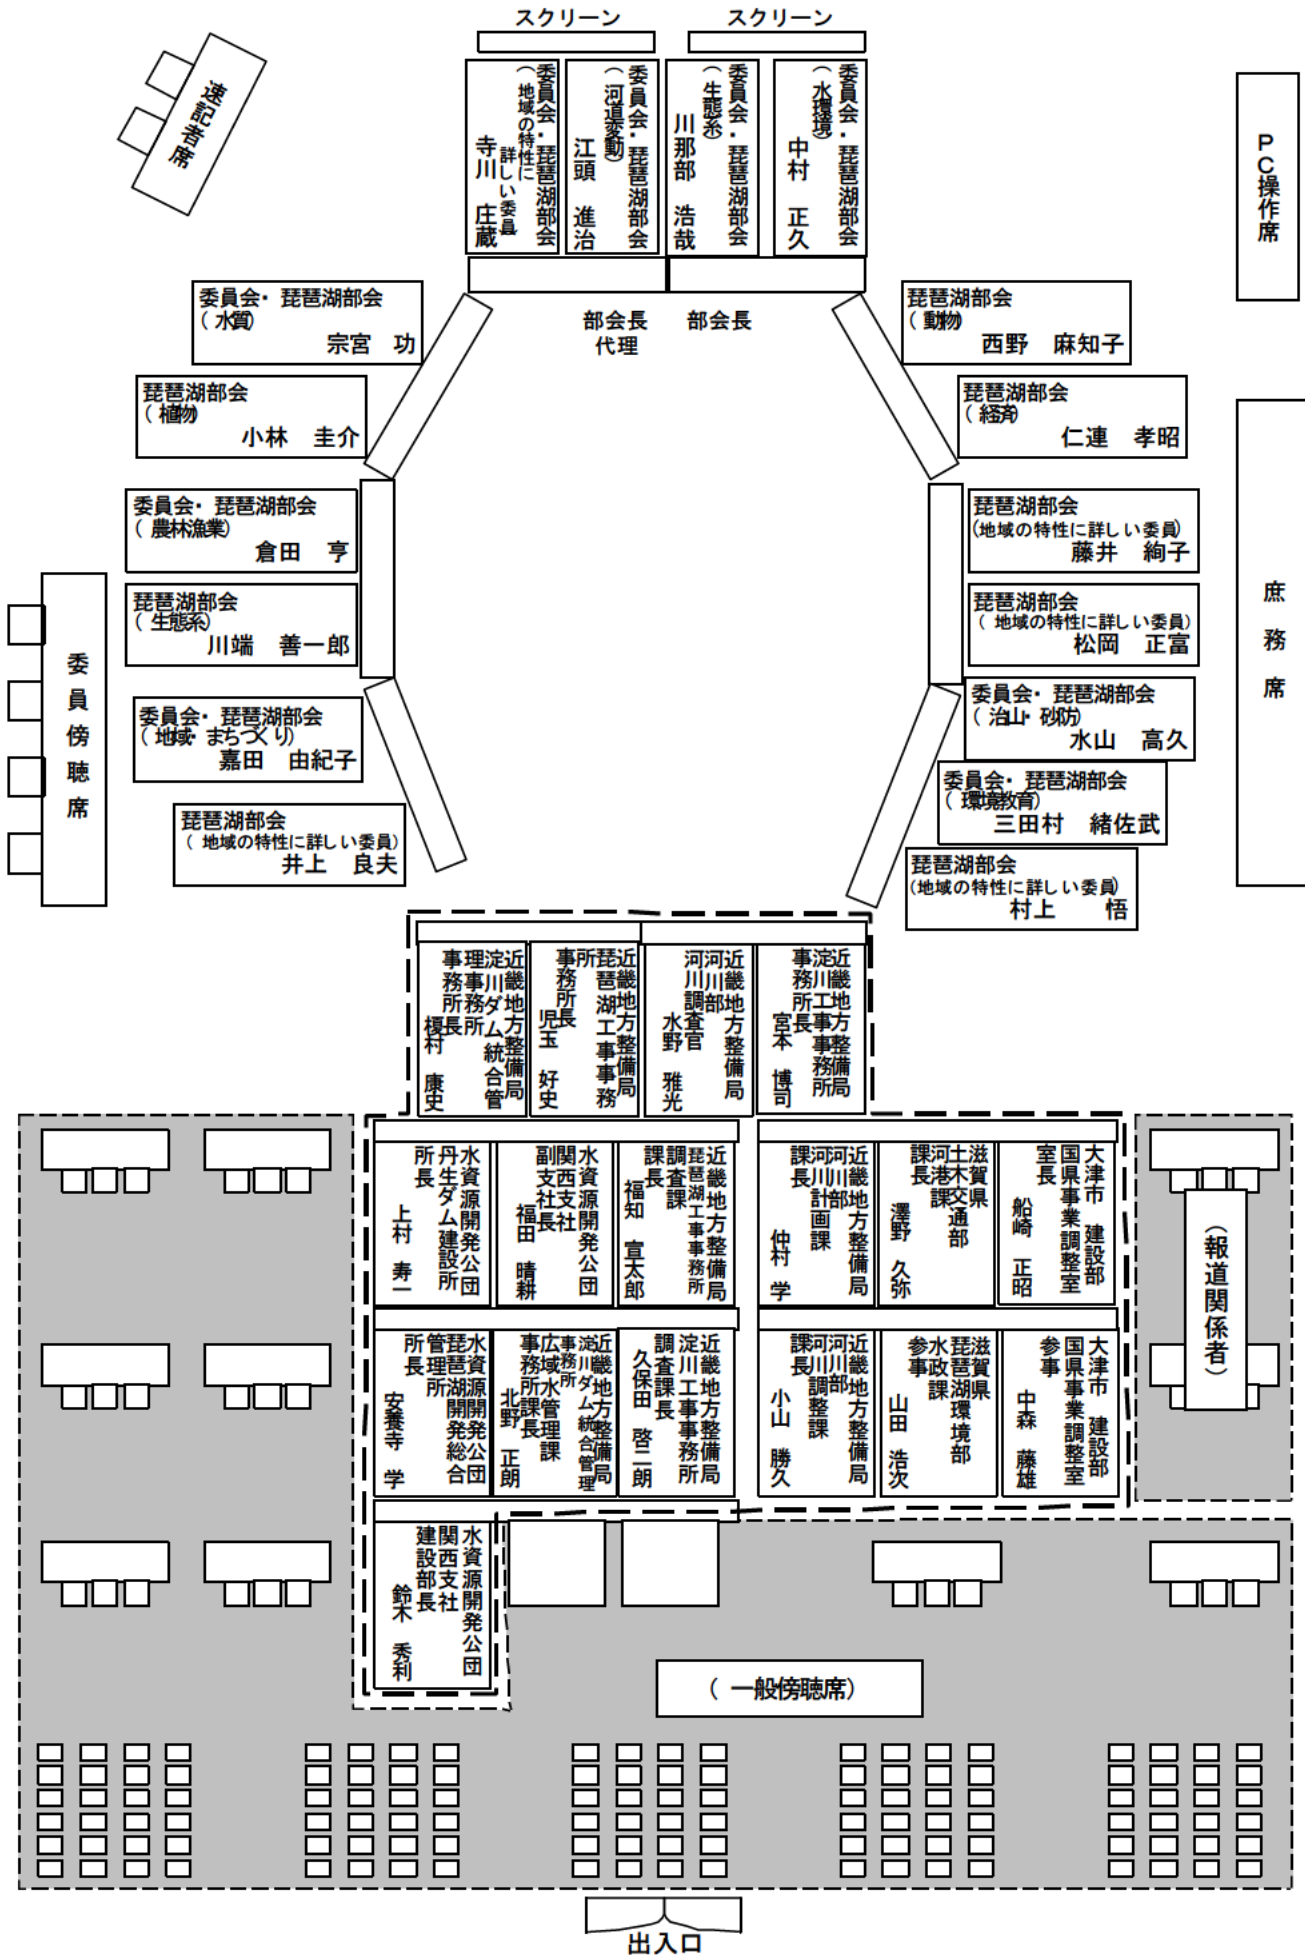 スクリーン
スクリーン
速記者席
委員会・琵琶湖部会
(地域の特性に
詳しい委員)
寺川 庄蔵
委員会・琵琶湖部会
(河道変動)
江頭 進治
委員会・琵琶湖部会
(生態系)
川那部 浩哉
委員会・琵琶湖部会
(水環境)
中村 正久
PC操作席
部会長
代理
部会長
委員会・琵琶湖部会
(水質)
宗宮 功
琵琶湖部会
(植物)
小林 圭介
委員会・琵琶湖部会
(農林漁業)
倉田 亨
琵琶湖部会
(生態系)
川端 善一郎
委員会・琵琶湖部会
(地域・まちづくり)
嘉田 由紀子
琵琶湖部会
(地域の特性に詳しい委員)
井上 良夫
委員傍聴席
琵琶湖部会
(動物)
西野 麻知子
琵琶湖部会
(経済)
仁連 孝昭
琵琶湖部会
(地域の特性に詳しい委員)
藤井 絢子
琵琶湖部会
(地域の特性に詳しい委員)
松岡 正富
委員会・琵琶湖部会
(治山・砂防)
水山 高久
委員会・琵琶湖部会
(環境教育)
三田村 緒佐武
琵琶湖部会
(地域の特性に詳しい委員)
村上 悟
庶務席
近畿地方整備局
淀川ダム統合管
理事務所
事務所長
榎村 康史
近畿地方整備局
琵琶湖工事事務
所
事務所長
児玉 好史
近畿地方整備局
河川部
河川調査官
水野 雅光
近畿地方整備局
淀川工事事務所
事務所長
宮本 博司
水資源開発公団
丹生ダム建設所
所長
上村 寿一
水資源開発公団
関西支社
副支社長
福田 晴耕
近畿地方整備局
琵琶湖工事事務所
調査課
課長
福知 宣太郎
近畿地方整備局
河川部
河川計画課
課長
仲村 学
滋賀県
土木交通部
河港課
課長
澤野 久弥
大津市 建設部
国県事業調整室
室長
船崎 正昭
(報道関係者)
水資源開発公団
琵琶湖開発総合
管理所
所長
安養寺 学
近畿地方整備局
淀川ダム統合管理
事務所
広域水管理課
事務所課長
北野 正朗
近畿地方整備局
淀川工事事務所
調査課長
久保田 啓二朗
近畿地方整備局
河川部
河川調整課
課長
小山 勝久
滋賀県
琵琶湖環境部
水政課
参事
山田 浩次
大津市 建設部
国県事業調整室
参事
中森 藤雄
水資源開発公団
関西支社
建設部長
鈴木 秀利
(一般傍聴席)
出入口